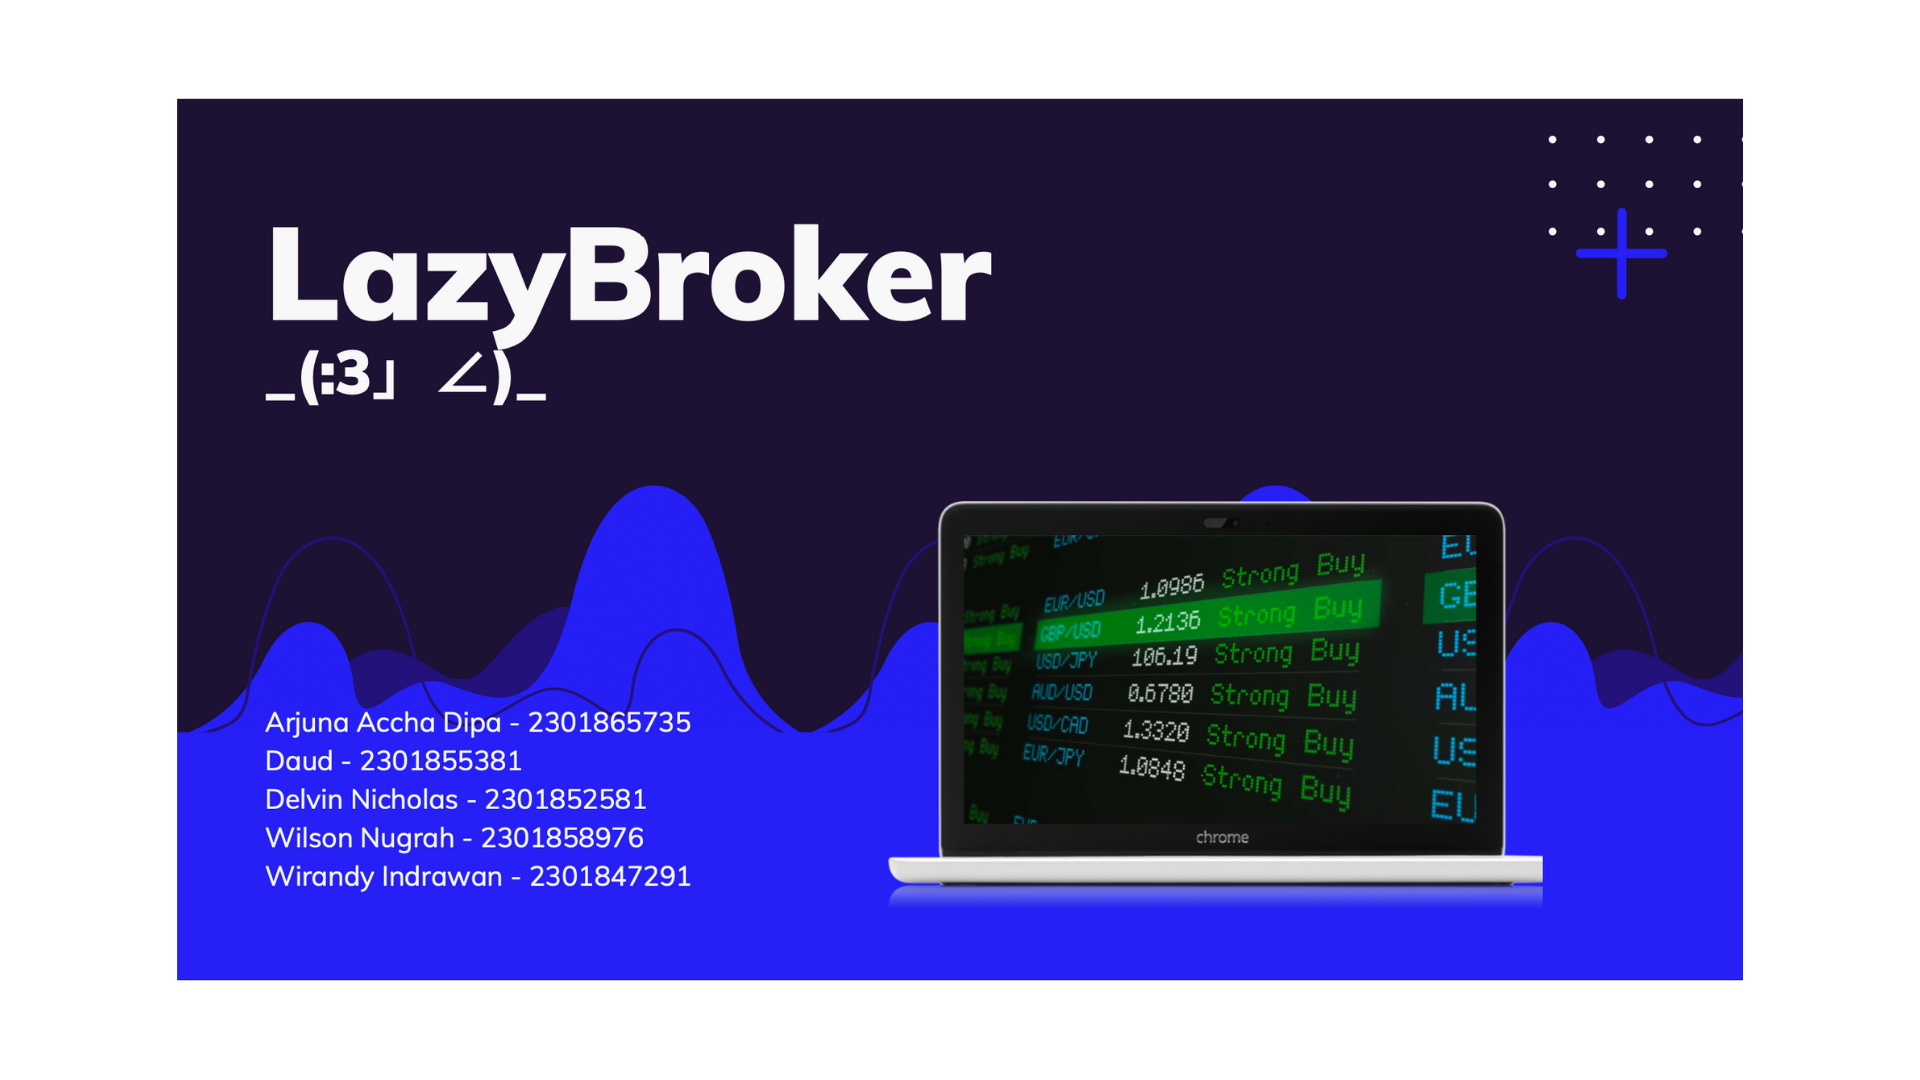 LazyBroker
_(:3」∠)_
Arjuna Accha Dipa - 2301865735
Daud - 2301855381
Delvin Nicholas - 2301852581
Wilson Nugrah - 2301858976
Wirandy Indrawan - 2301847291
Strong Buy
EUR/USD 1.0986 Strong Buy
GBP/USD 1.2136 Strong Buy
USD/JPY 106.19 Strong Buy
AUD/USD 0.6780 Strong Buy
USD/CAD 1.3320 Strong Buy
EUR/JPY 1.0848 Strong Buy
chrome